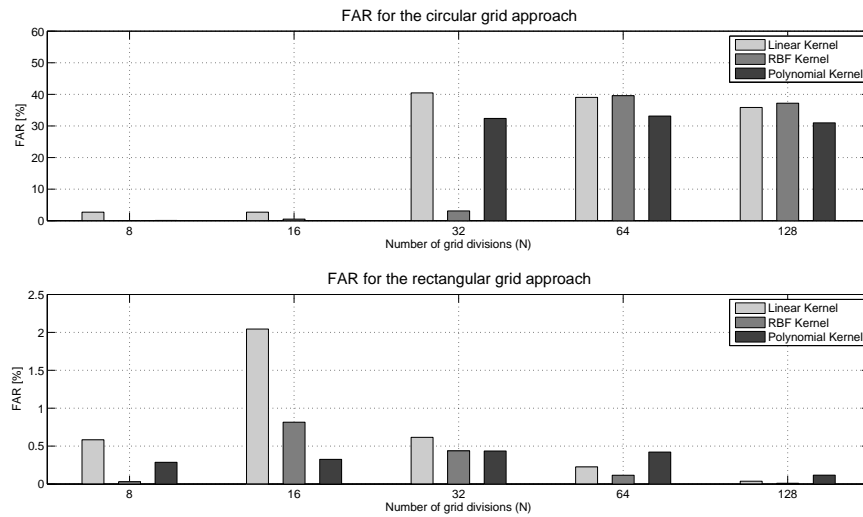 FAR for the circular grid approach
60
50
40
30
20
10
0
FAR [%]
Linear Kernel
RBF Kernel
Polynomial Kernel
8 16 32 64 128
Number of grid divisions (N)
FAR for the rectangular grid approach
2.5
2
1.5
1
0.5
0
FAR [%]
Linear Kernel
RBF Kernel
Polynomial Kernel
8 16 32 64 128
Number of grid divisions (N)